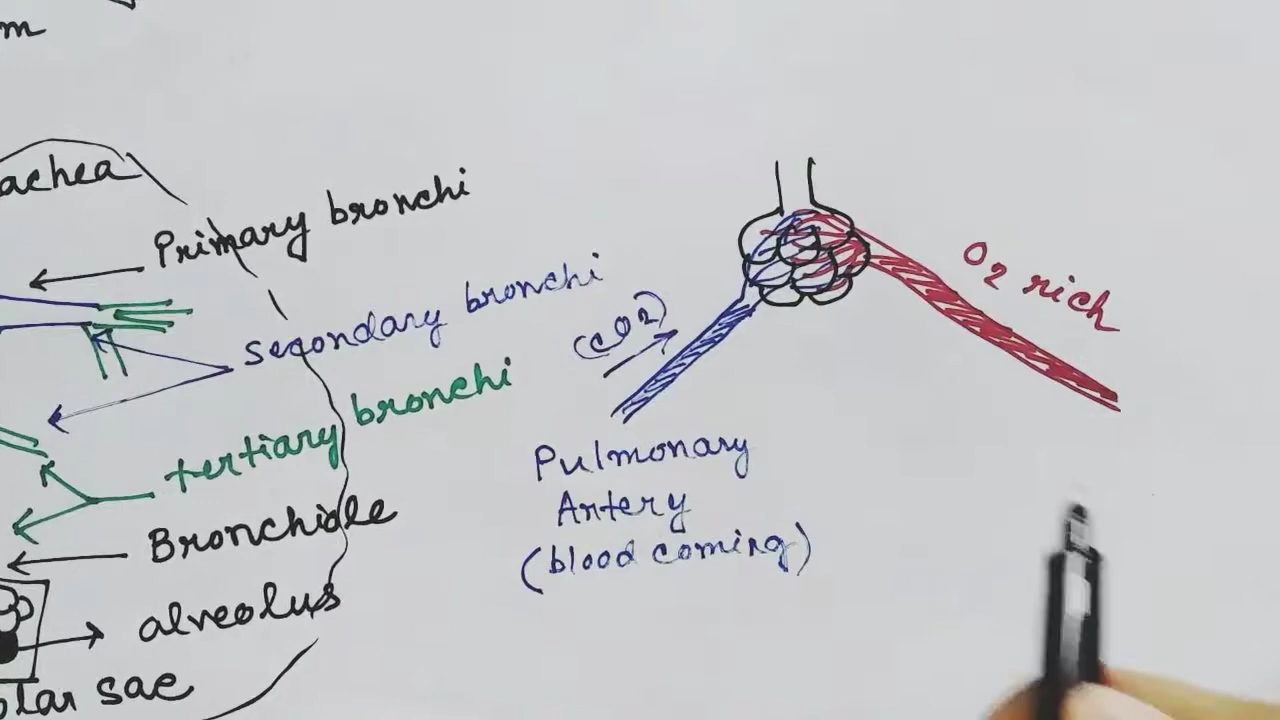 m
achea
Primary bronchi
secondary bronchi
tertiary bronchi
Bronchiole
alveolus
olar sac
(CO2)
O2 rich
Pulmonary
Artery
(blood coming)